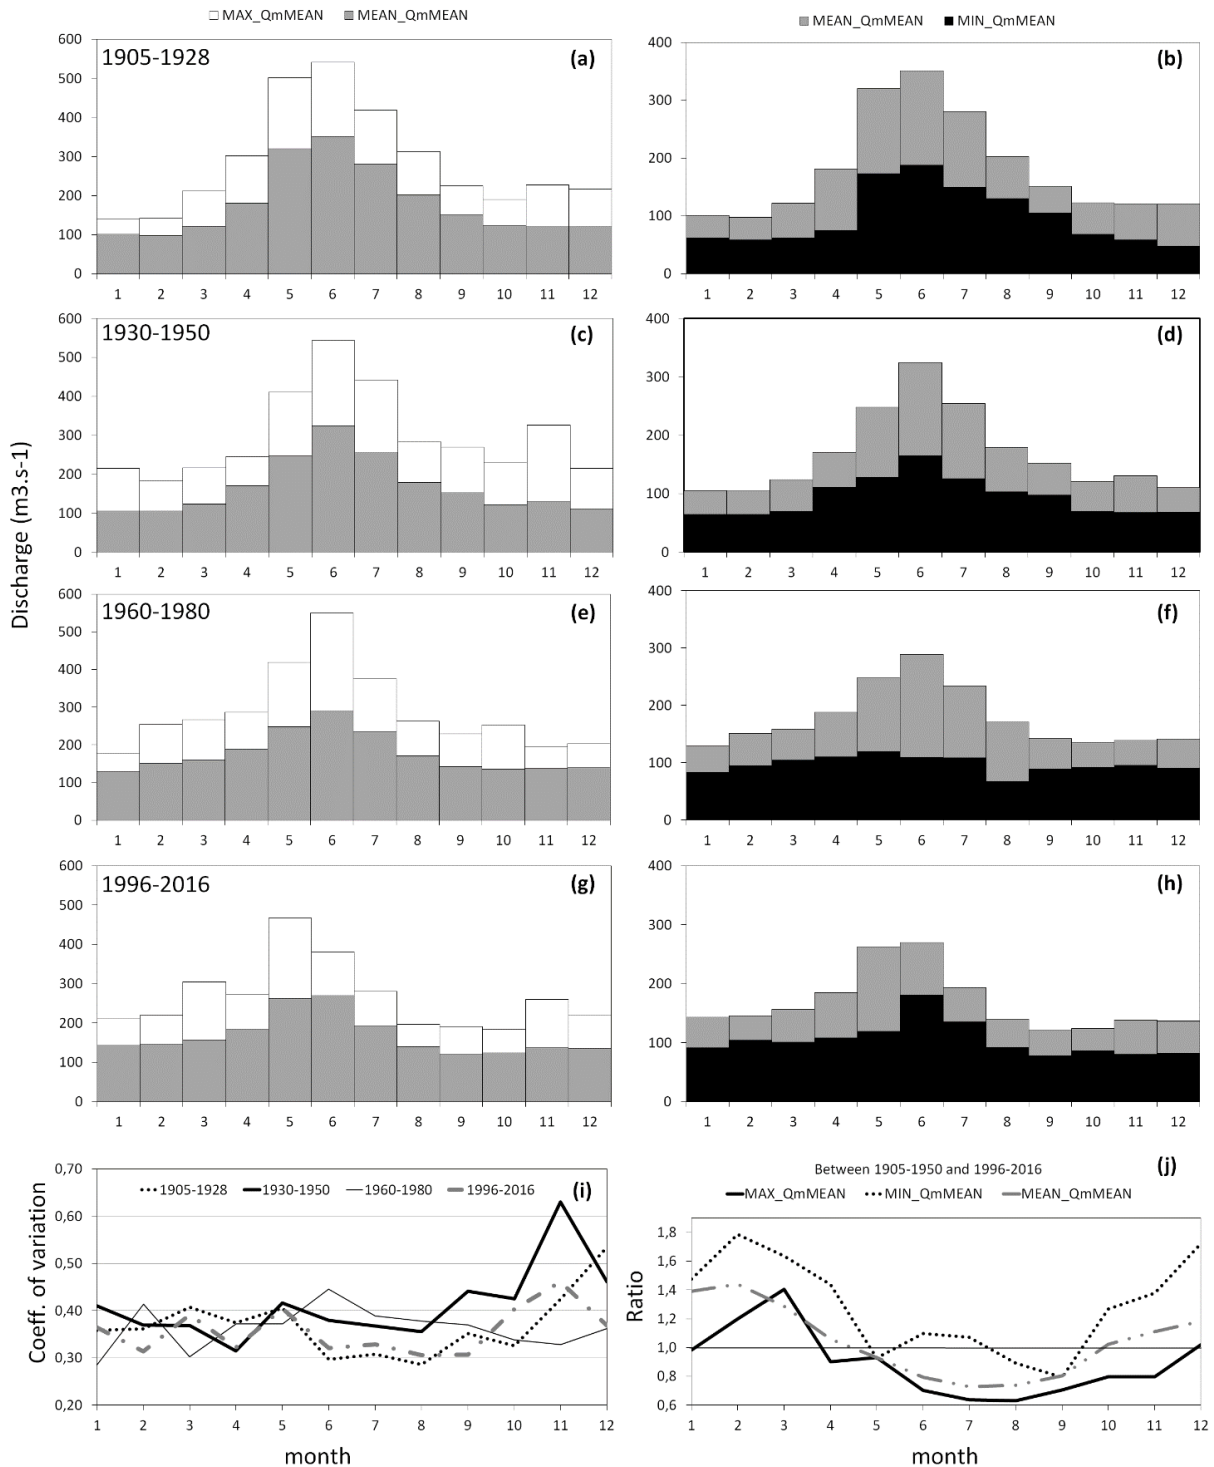 MAX_QmMEAN MEAN_QmMEAN
MEAN_QmMEAN MIN_QmMEAN
Discharge (m3.s-1)
1905-1928 (a)
600
500
400
300
200
100
0
1 2 3 4 5 6 7 8 9 10 11 12
(b)
400
300
200
100
0
1 2 3 4 5 6 7 8 9 10 11 12
1930-1950 (c)
600
500
400
300
200
100
0
1 2 3 4 5 6 7 8 9 10 11 12
(d)
400
300
200
100
0
1 2 3 4 5 6 7 8 9 10 11 12
1960-1980 (e)
600
500
400
300
200
100
0
1 2 3 4 5 6 7 8 9 10 11 12
(f)
400
300
200
100
0
1 2 3 4 5 6 7 8 9 10 11 12
1996-2016 (g)
600
500
400
300
200
100
0
1 2 3 4 5 6 7 8 9 10 11 12
(h)
400
300
200
100
0
1 2 3 4 5 6 7 8 9 10 11 12
1905-1928 1930-1950 1960-1980 1996-2016 (i)
Coeff. of variation
0,70
0,60
0,50
0,40
0,30
0,20
1 2 3 4 5 6 7 8 9 10 11 12
month
Between 1905-1950 and 1996-2016 (j)
MAX_QmMEAN MIN_QmMEAN MEAN_QmMEAN
Ratio
1,8
1,6
1,4
1,2
1,0
0,8
0,6
1 2 3 4 5 6 7 8 9 10 11 12
month